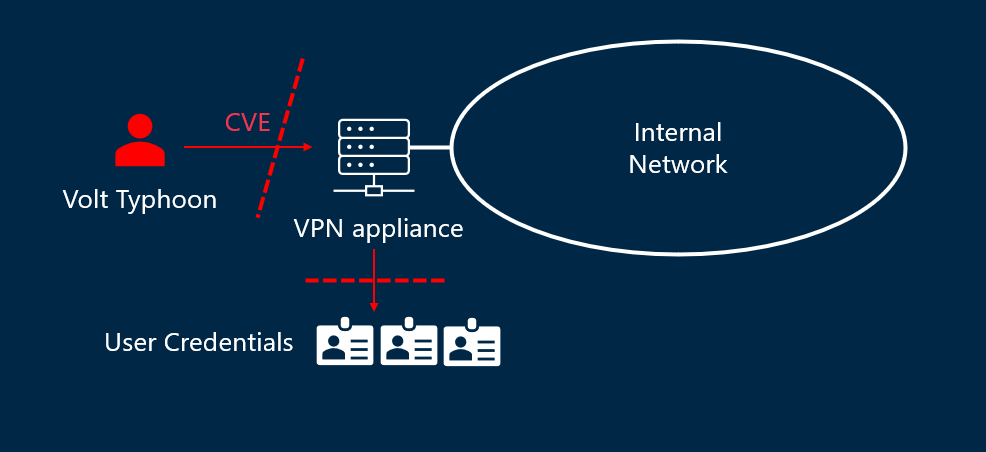 CVE
Internal
Network
Volt Typhoon
VPN appliance
User Credentials